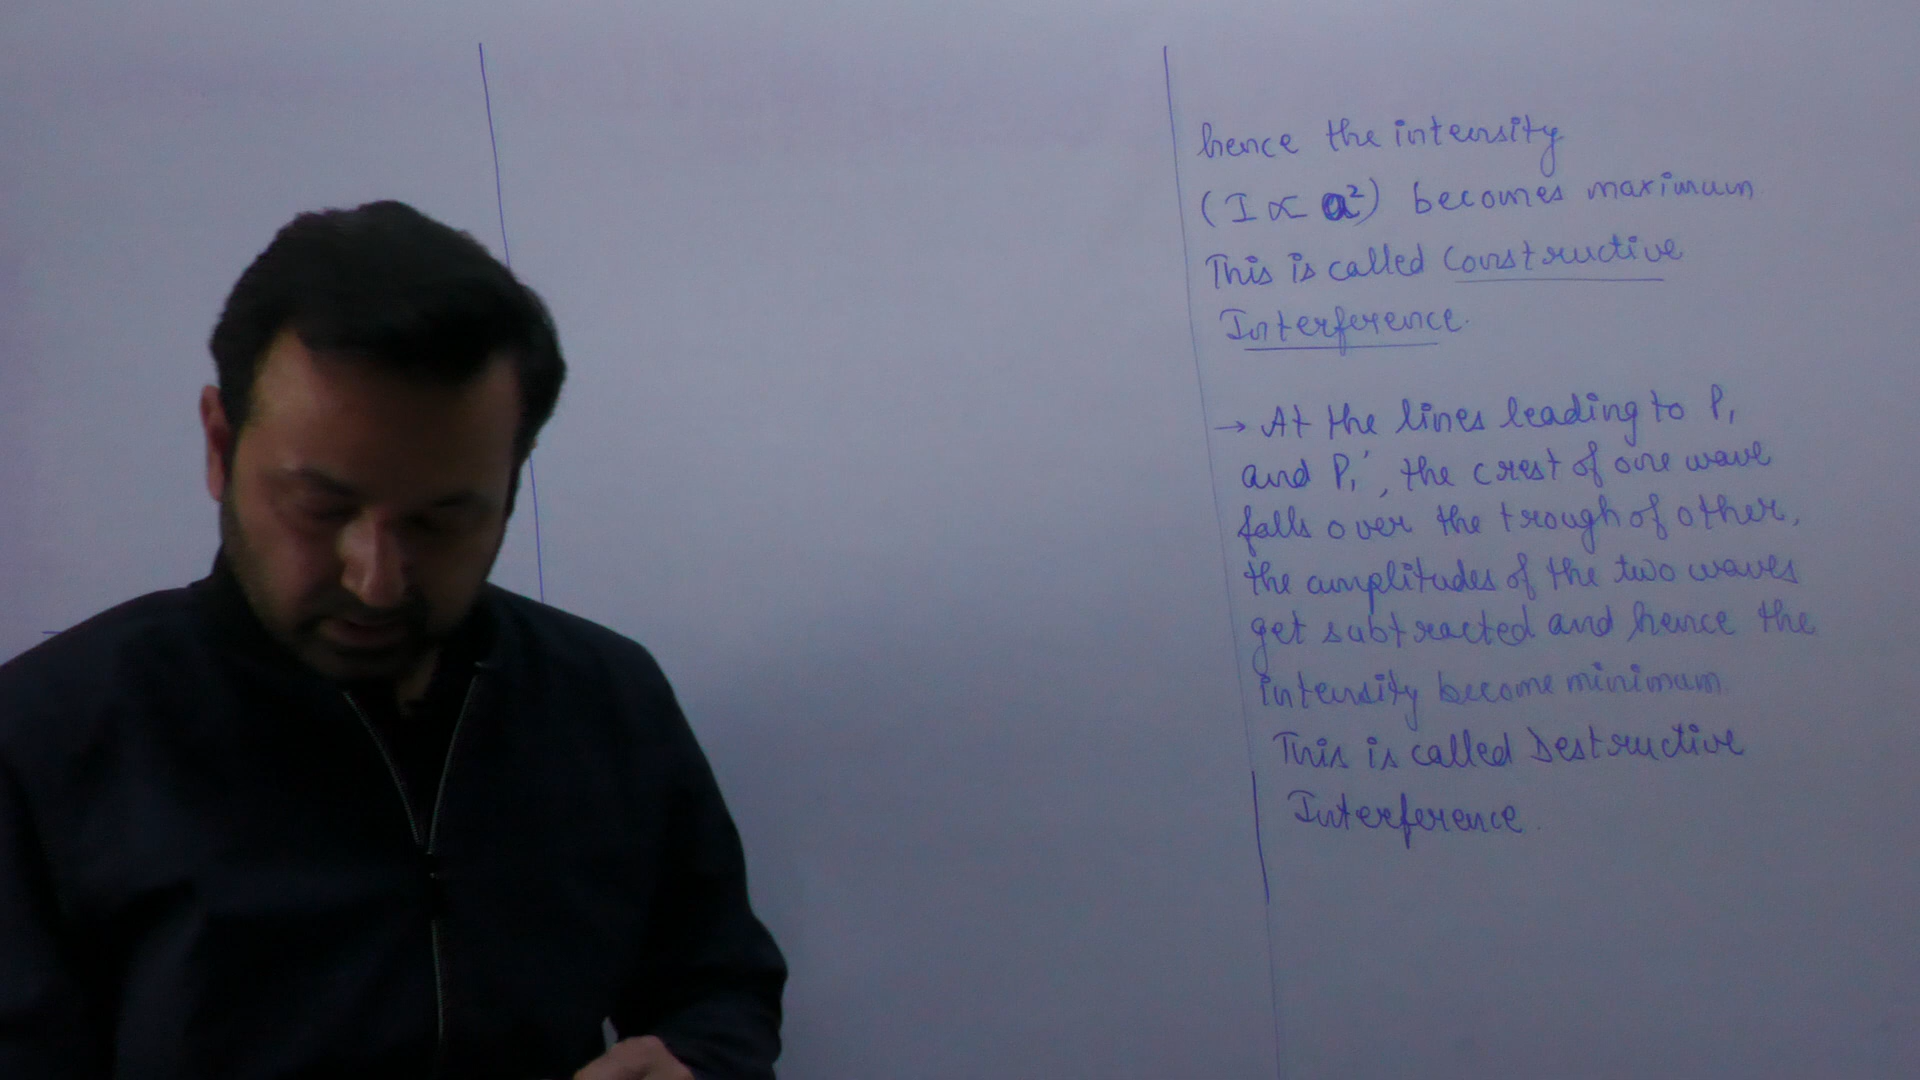 hence the intensity
(I ∝ a²) becomes maximum
This is called Constructive
Interference.
→ At the lines leading to P₁
and P₁′, the crest of one wave
falls over the trough of other,
the amplitudes of the two waves
get subtracted and hence the
intensity become minimum
This is called Destructive
Interference.